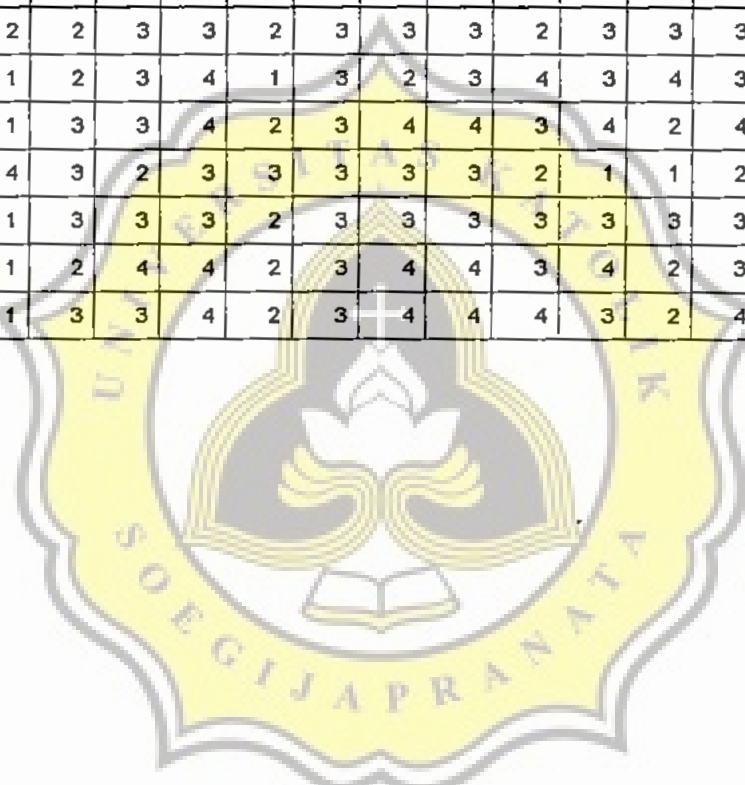 2 2 3 3 2 3 3 3 2 3 3 3
1 2 3 4 1 3 2 3 4 3 4 3
1 3 3 4 2 3 4 4 3 4 2 4
4 3 2 3 3 3 3 3 2 1 1 2
1 3 3 3 2 3 3 3 3 3 3 3
1 2 4 4 2 3 4 4 3 4 2 3
1 3 3 4 2 3 4 4 4 3 2 4
UNIVERSITAS KATOLIK
SOEGIJAPRANATA